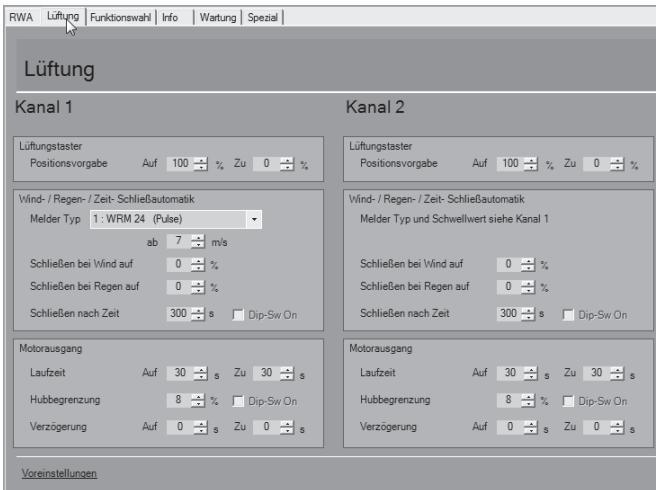 RWA Lüftung Funktionswahl Info Wartung Spezial
Lüftung
Kanal 1
Lüftungstaster
Positionsvorgabe Auf 100 % Zu 0 %
Wind- / Regen- / Zeit- Schließautomatik
Melder Typ 1 : WRM 24 (Pulse)
ab 7 m/s
Schließen bei Wind auf 0 %
Schließen bei Regen auf 0 %
Schließen nach Zeit 300 s Dip-Sw On
Motorausgang
Laufzeit Auf 30 s Zu 30 s
Hubbegrenzung 8 % Dip-Sw On
Verzögerung Auf 0 s Zu 0 s
Kanal 2
Lüftungstaster
Positionsvorgabe Auf 100 % Zu 0 %
Wind- / Regen- / Zeit- Schließautomatik
Melder Typ und Schwellwert siehe Kanal 1
Schließen bei Wind auf 0 %
Schließen bei Regen auf 0 %
Schließen nach Zeit 300 s Dip-Sw On
Motorausgang
Laufzeit Auf 30 s Zu 30 s
Hubbegrenzung 8 % Dip-Sw On
Verzögerung Auf 0 s Zu 0 s
Voreinstellungen